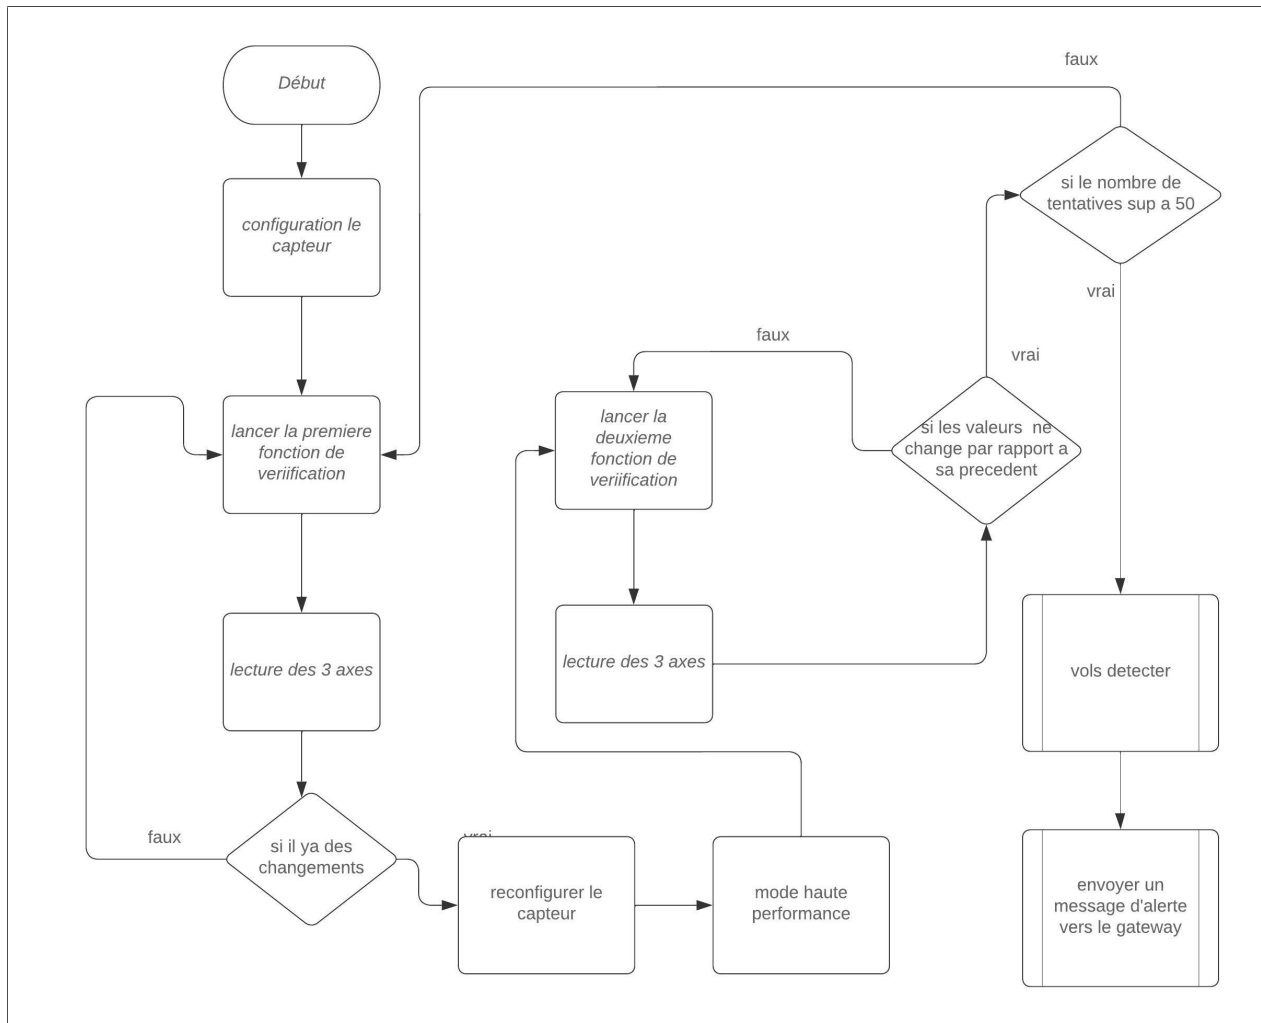 Début
faux
si le nombre de
tentatives sup a 50
configuration le
capteur
vrai
faux
vrai
lancer la premiere
fonction de
veriification
lancer la
deuxieme
fonction de
veriification
si les valeurs ne
change par rapport a
sa precedent
lecture des 3 axes
lecture des 3 axes
vols detecter
faux
si il ya des
changements
vrai
reconfigurer le
capteur
mode haute
performance
envoyer un
message d'alerte
vers le gateway